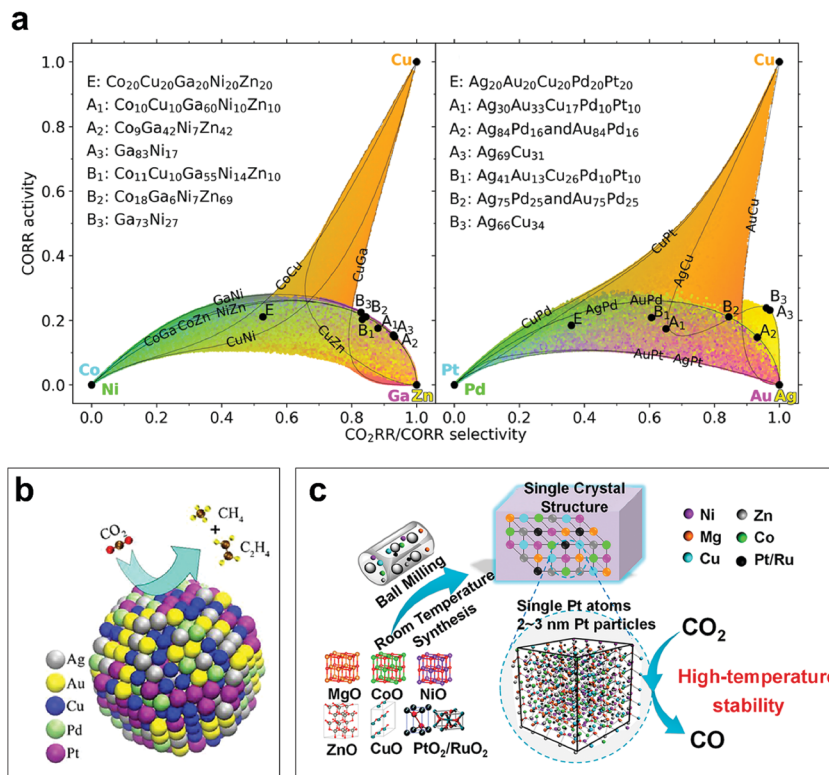 a
CORR activity
1.0
0.8
0.6
0.4
0.2
0.0
E: Co₂₀Cu₂₀Ga₂₀Ni₂₀Zn₂₀
A₁: Co₁₀Cu₁₀Ga₆₀Ni₁₀Zn₁₀
A₂: Co₉Ga₄₂Ni₇Zn₄₂
A₃: Ga₈₃Ni₁₇
B₁: Co₁₁Cu₁₀Ga₅₅Ni₁₄Zn₁₀
B₂: Co₁₈Ga₆Ni₇Zn₆₉
B₃: Ga₇₃Ni₂₇
Cu
CoCu
CuGa
GaNi
CoGa
CoZn
NiZn
CuNi
CuZn
E
B₃
B₂
B₁
A₁
A₃
A₂
Co
Ni
Ga
Zn
0.0 0.2 0.4 0.6 0.8 1.0
E: Ag₂₀Au₂₀Cu₂₀Pd₂₀Pt₂₀
A₁: Ag₃₀Au₃₃Cu₁₇Pd₁₀Pt₁₀
A₂: Ag₈₄Pd₁₆andAu₈₄Pd₁₆
A₃: Ag₆₉Cu₃₁
B₁: Ag₄₁Au₁₃Cu₂₆Pd₁₀Pt₁₀
B₂: Ag₇₅Pd₂₅andAu₇₅Pd₂₅
B₃: Ag₆₆Cu₃₄
Cu
CuPt
AgCu
AuCu
CuPd
AgPd
AuPd
AuPt
AgPt
E
B₁
A₁
B₂
B₃
A₃
A₂
Pt
Pd
Au
Ag
0.0 0.2 0.4 0.6 0.8 1.0
CO₂RR/CORR selectivity
b
CO₂
CH₄
+
C₂H₄
Ag
Au
Cu
Pd
Pt
c
Ball Milling
Room Temperature
Synthesis
MgO
CoO
NiO
ZnO
CuO
PtO₂/RuO₂
Single Crystal
Structure
Ni
Zn
Mg
Co
Cu
Pt/Ru
Single Pt atoms
2~3 nm Pt particles
CO₂
High-temperature
stability
CO